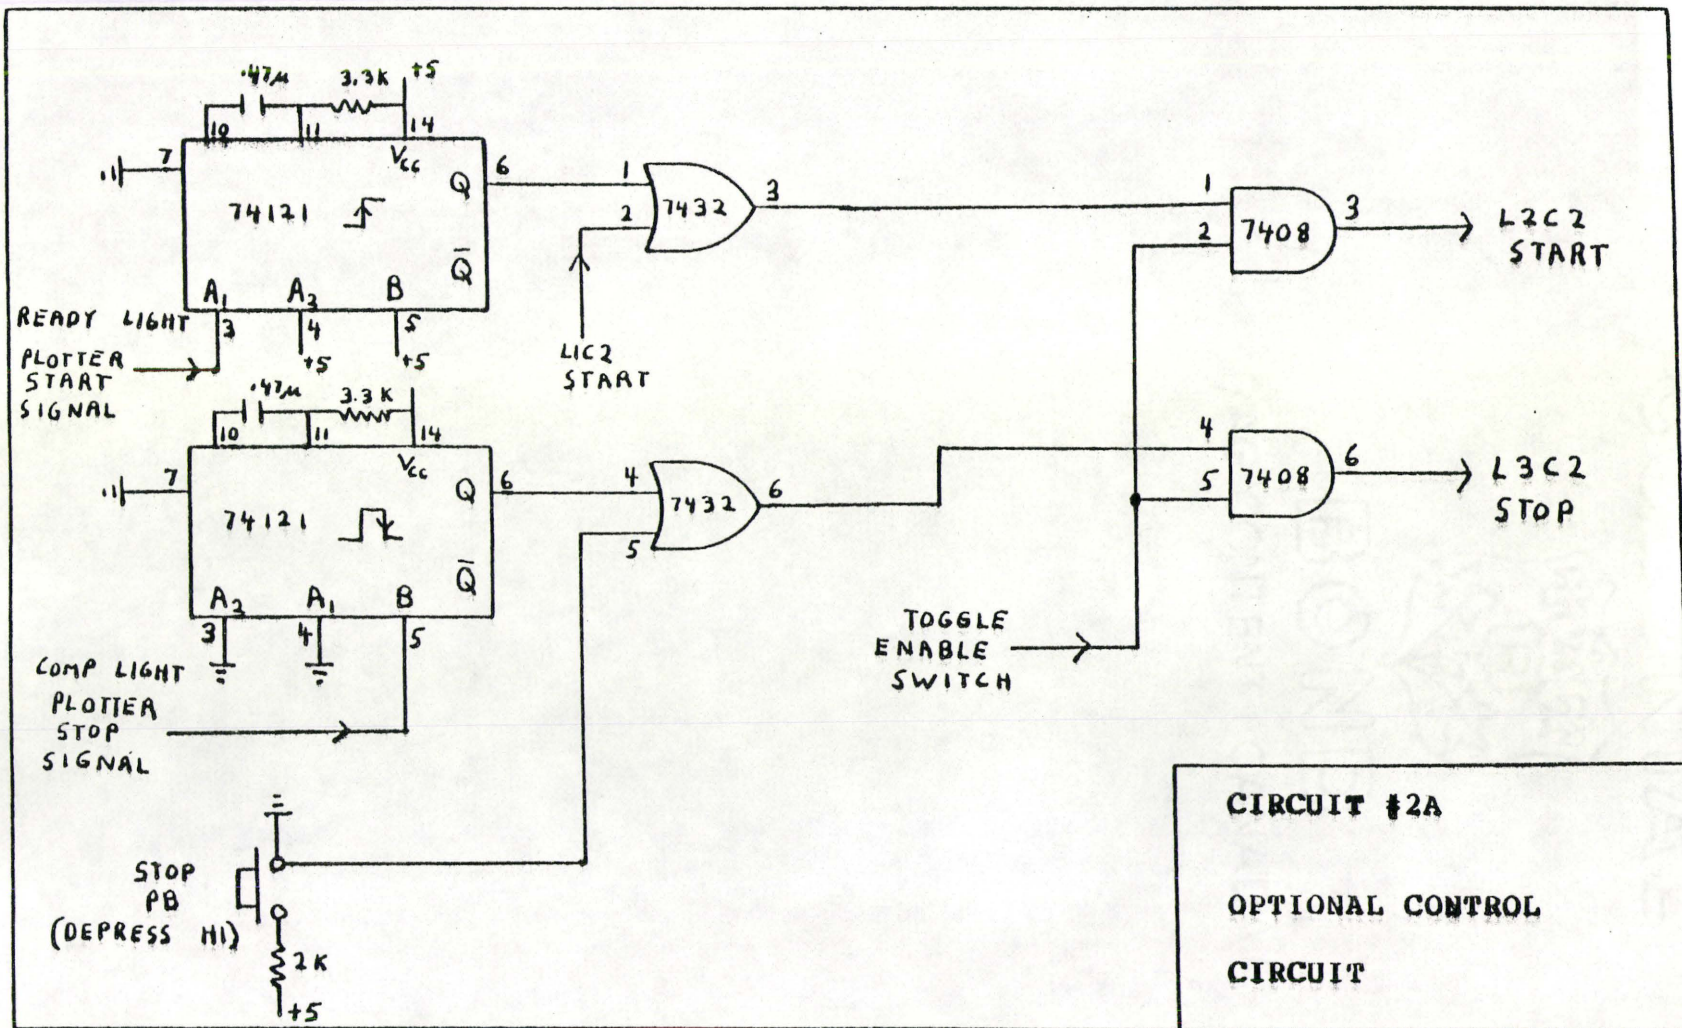 .47µ 3.3K +5
10 11 14
VCC
7 Q 6
74121
Q̄
A1 A2 B
3 4 5
+5 +5
READY LIGHT
PLOTTER
START
SIGNAL
1
2 7432 3
L1C2
START
1
2 7408 3
L2C2
START
.47µ 3.3K
10 11 14
VCC
7 Q 6
74121
Q̄
A2 A1 B
3 4 5
COMP LIGHT
PLOTTER
STOP
SIGNAL
4
5 7432 6
4
5 7408 6
L3C2
STOP
TOGGLE
ENABLE
SWITCH
STOP
PB
(DEPRESS HI)
2K
+5
CIRCUIT #2A
OPTIONAL CONTROL
CIRCUIT